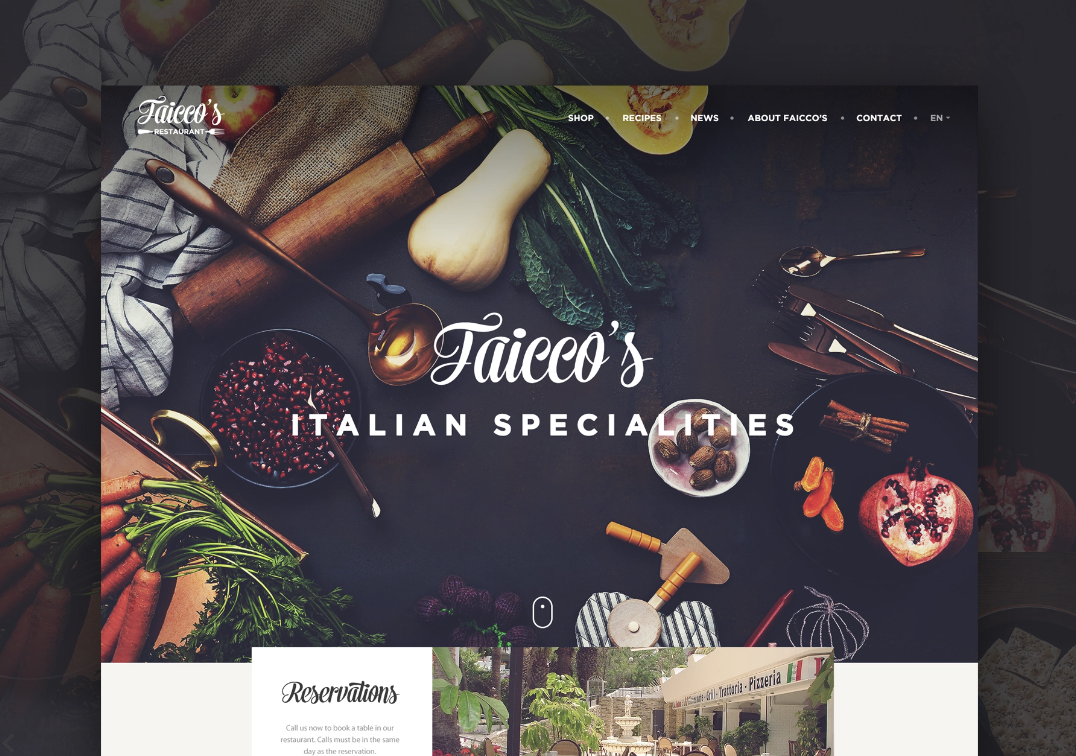 Faicco's
RESTAURANT
SHOP • RECIPES • NEWS • ABOUT FAICCO'S • CONTACT • EN
Faicco's
ITALIAN SPECIALITIES
Reservations
Call us now to book a table in our
restaurant. Calls must be in the same
day as the reservation.
Trattoria - Pizzeria